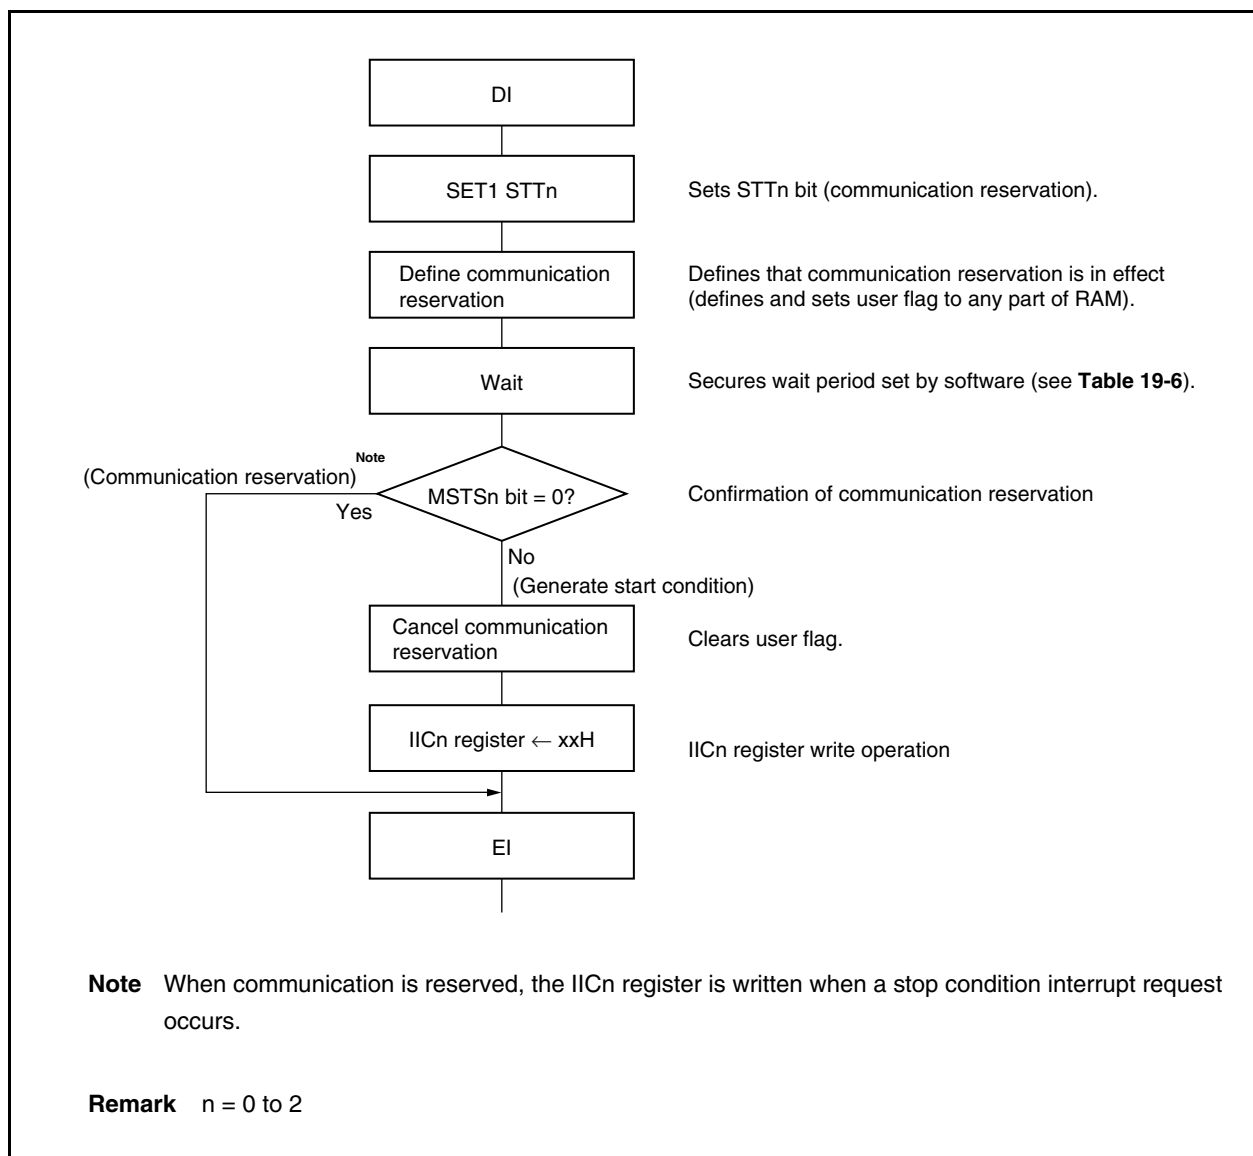 DI
SET1 STTn
Sets STTn bit (communication reservation).
Define communication
reservation
Defines that communication reservation is in effect
(defines and sets user flag to any part of RAM).
Wait
Secures wait period set by software (see Table 19-6).
(Communication reservation) Note
MSTSn bit = 0?
Confirmation of communication reservation
Yes
No
(Generate start condition)
Cancel communication
reservation
Clears user flag.
IICn register ← xxH
IICn register write operation
EI
Note When communication is reserved, the IICn register is written when a stop condition interrupt request
occurs.
Remark n = 0 to 2